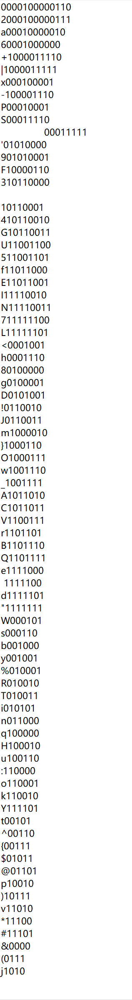 0000100000110
2000100000111
a00010000010
60001000000
+1000011110
|1000011111
x000100001
-100001110
P00010001
S00011110
00011111
'01010000
901010001
F10000110
310110000

10110001
410110010
G10110011
U11001100
511001101
f11011000
E11011001
I11110010
N11110011
711111100
L11111101
<0001001
h0001110
80100000
g0100001
D0101001
!0110010
J0110011
m1000010
}1000110
O1000111
w1001110
_1001111
A1011010
C1011011
V1100111
r1101101
B1101110
Q1101111
e1111000
 1111100
d1111101
"1111111
W000101
s000110
b001000
y001001
%010001
R010010
T010011
i010101
n011000
q100000
H100010
u100110
:110000
o110001
k110010
Y111101
t00101
^00110
{00111
$01011
@01101
p10010
)10111
v11010
*11100
#11101
&0000
(0111
j1010